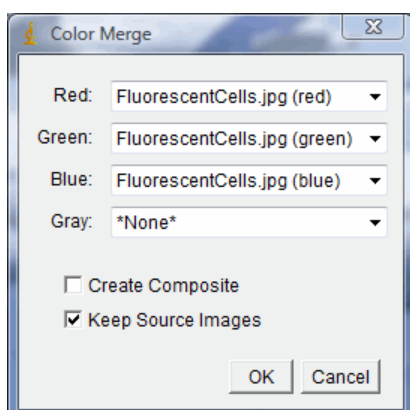 Color Merge
Red: FluorescentCells.jpg (red)
Green: FluorescentCells.jpg (green)
Blue: FluorescentCells.jpg (blue)
Gray: *None*
Create Composite
Keep Source Images
OK Cancel